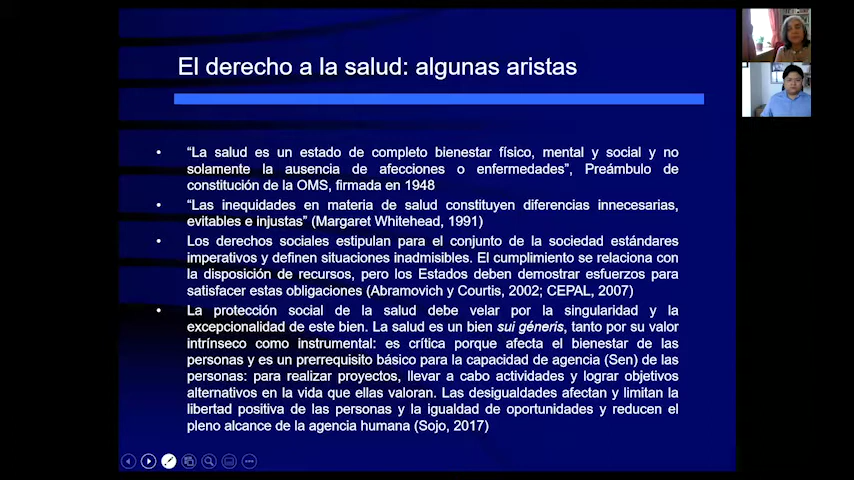 El derecho a la salud: algunas aristas
• “La salud es un estado de completo bienestar físico, mental y social y no
solamente la ausencia de afecciones o enfermedades”, Preámbulo de
constitución de la OMS, firmada en 1948
• “Las inequidades en materia de salud constituyen diferencias innecesarias,
evitables e injustas” (Margaret Whitehead, 1991)
• Los derechos sociales estipulan para el conjunto de la sociedad estándares
imperativos y definen situaciones inadmisibles. El cumplimiento se relaciona con
la disposición de recursos, pero los Estados deben demostrar esfuerzos para
satisfacer estas obligaciones (Abramovich y Courtis, 2002; CEPAL, 2007)
• La protección social de la salud debe velar por la singularidad y la
excepcionalidad de este bien. La salud es un bien sui géneris, tanto por su valor
intrínseco como instrumental: es crítica porque afecta el bienestar de las
personas y es un prerrequisito básico para la capacidad de agencia (Sen) de las
personas: para realizar proyectos, llevar a cabo actividades y lograr objetivos
alternativos en la vida que ellas valoran. Las desigualdades afectan y limitan la
libertad positiva de las personas y la igualdad de oportunidades y reducen el
pleno alcance de la agencia humana (Sojo, 2017)